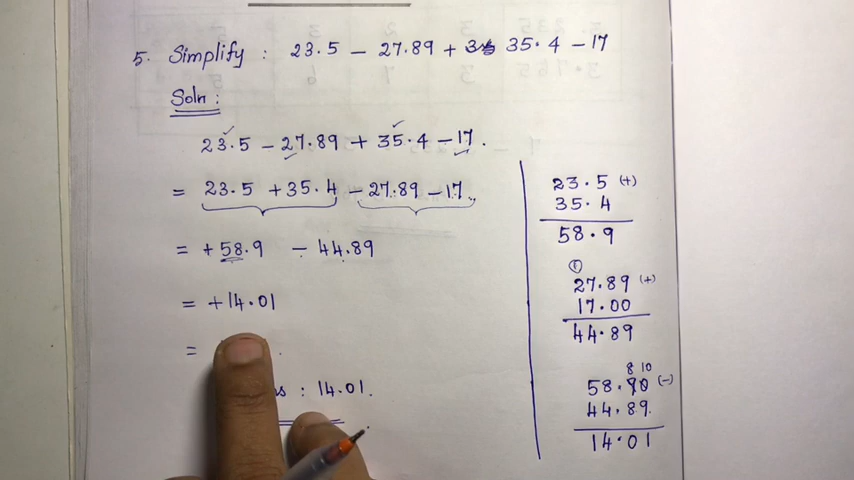 5. Simplify : 23.5 - 27.89 + 35.4 - 17
Soln :
23.5 - 27.89 + 35.4 - 17.
= 23.5 + 35.4 - 27.89 - 17.
= +58.9 - 44.89
= +14.01
=
: 14.01.
23.5 (+)
35.4
58.9
1
27.89 (+)
17.00
44.89
8 10
58.90 (-)
44.89.
14.01